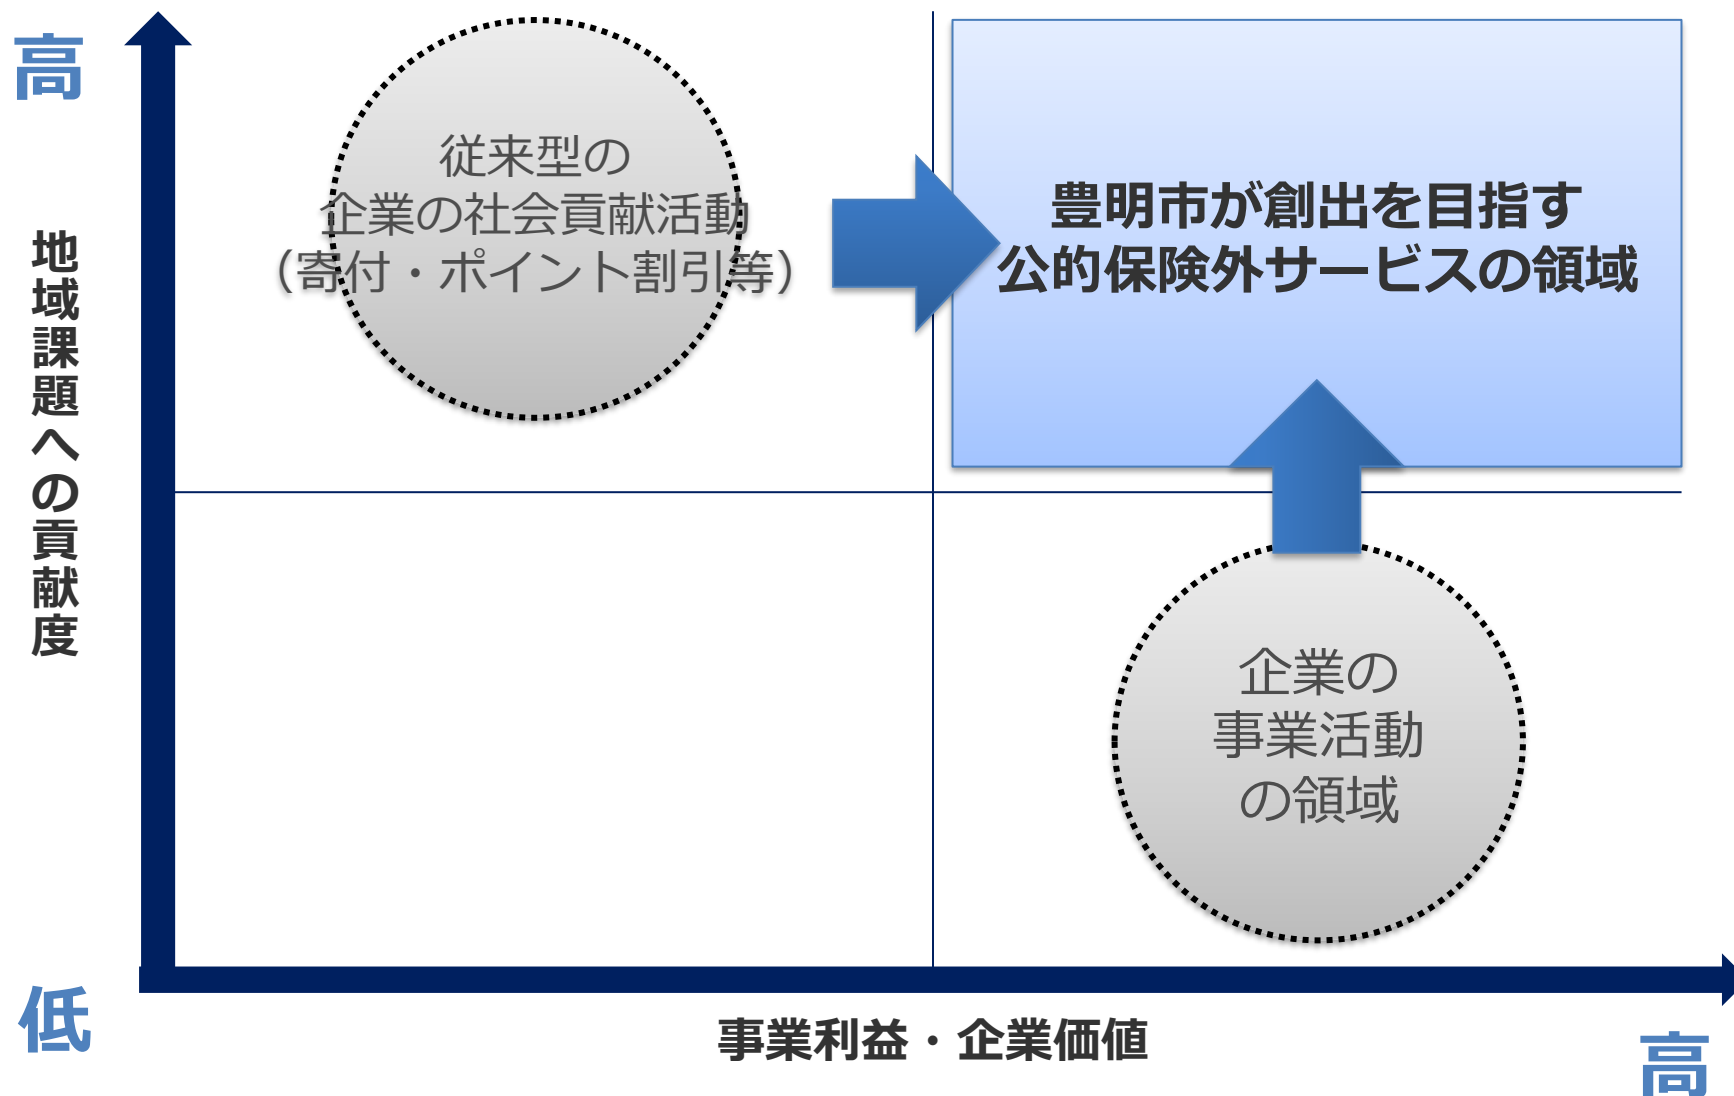 高
従来型の
企業の社会貢献活動
（寄付・ポイント割引等）
豊明市が創出を目指す
公的保険外サービスの領域
地域課題への貢献度
企業の
事業活動
の領域
低
事業利益・企業価値
高